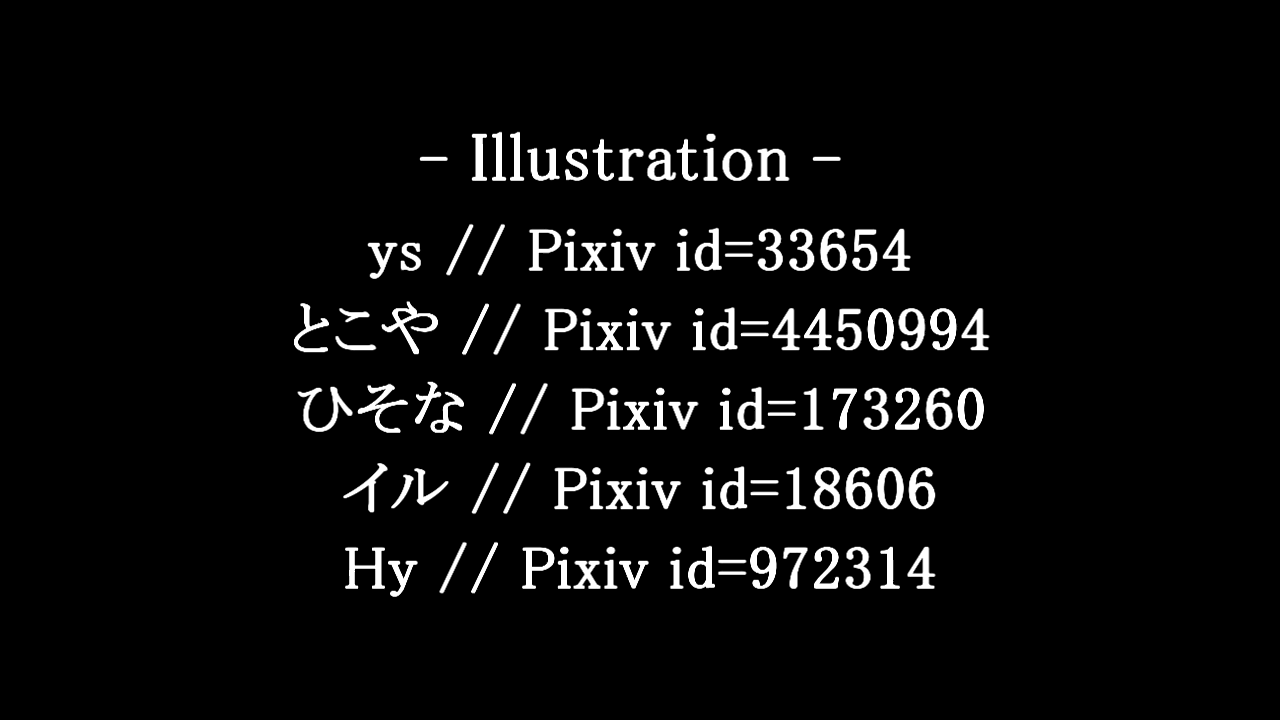 - Illustration -
ys // Pixiv id=33654
とこや // Pixiv id=4450994
ひそな // Pixiv id=173260
イル // Pixiv id=18606
Hy // Pixiv id=972314